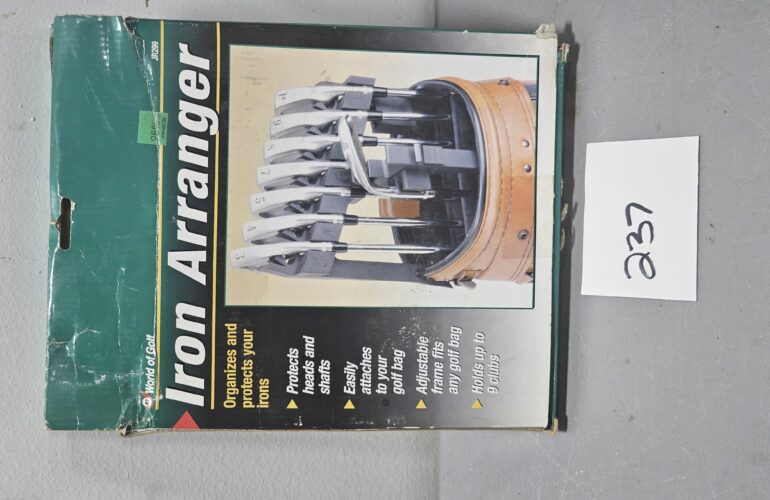 World of Golf
JR299
Iron Arranger
Organizes and
protects your
irons
Protects
heads and
shafts
Easily
attaches
to your
golf bag
Adjustable
frame fits
any golf bag
Holds up to
9 clubs
237